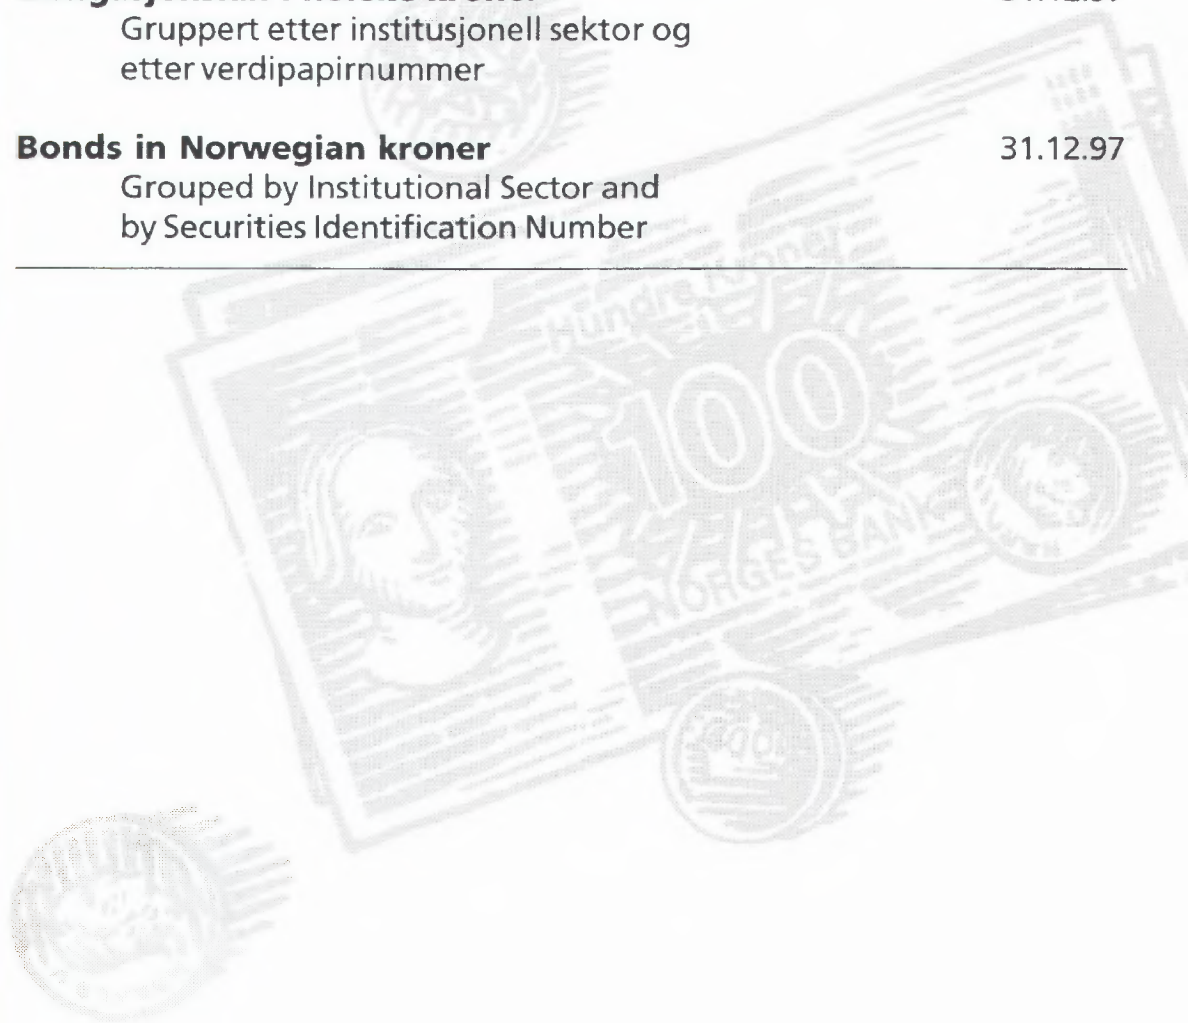 Gruppert etter institusjonell sektor og
etter verdipapirnummer
Bonds in Norwegian kroner 31.12.97
Grouped by Institutional Sector and
by Securities Identification Number
Hundre Kroner
100
NORGES BANK